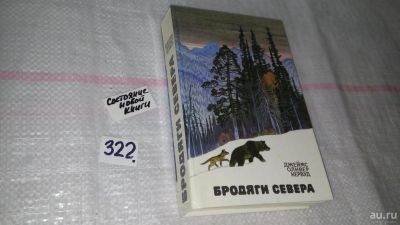 Состояние
новой
книги
322.
БРОДЯГИ СЕВЕРА
ДЖЕЙМС
ОЛИВЕР
КЕРВУД
БРОДЯГИ СЕВЕРА
au.ru